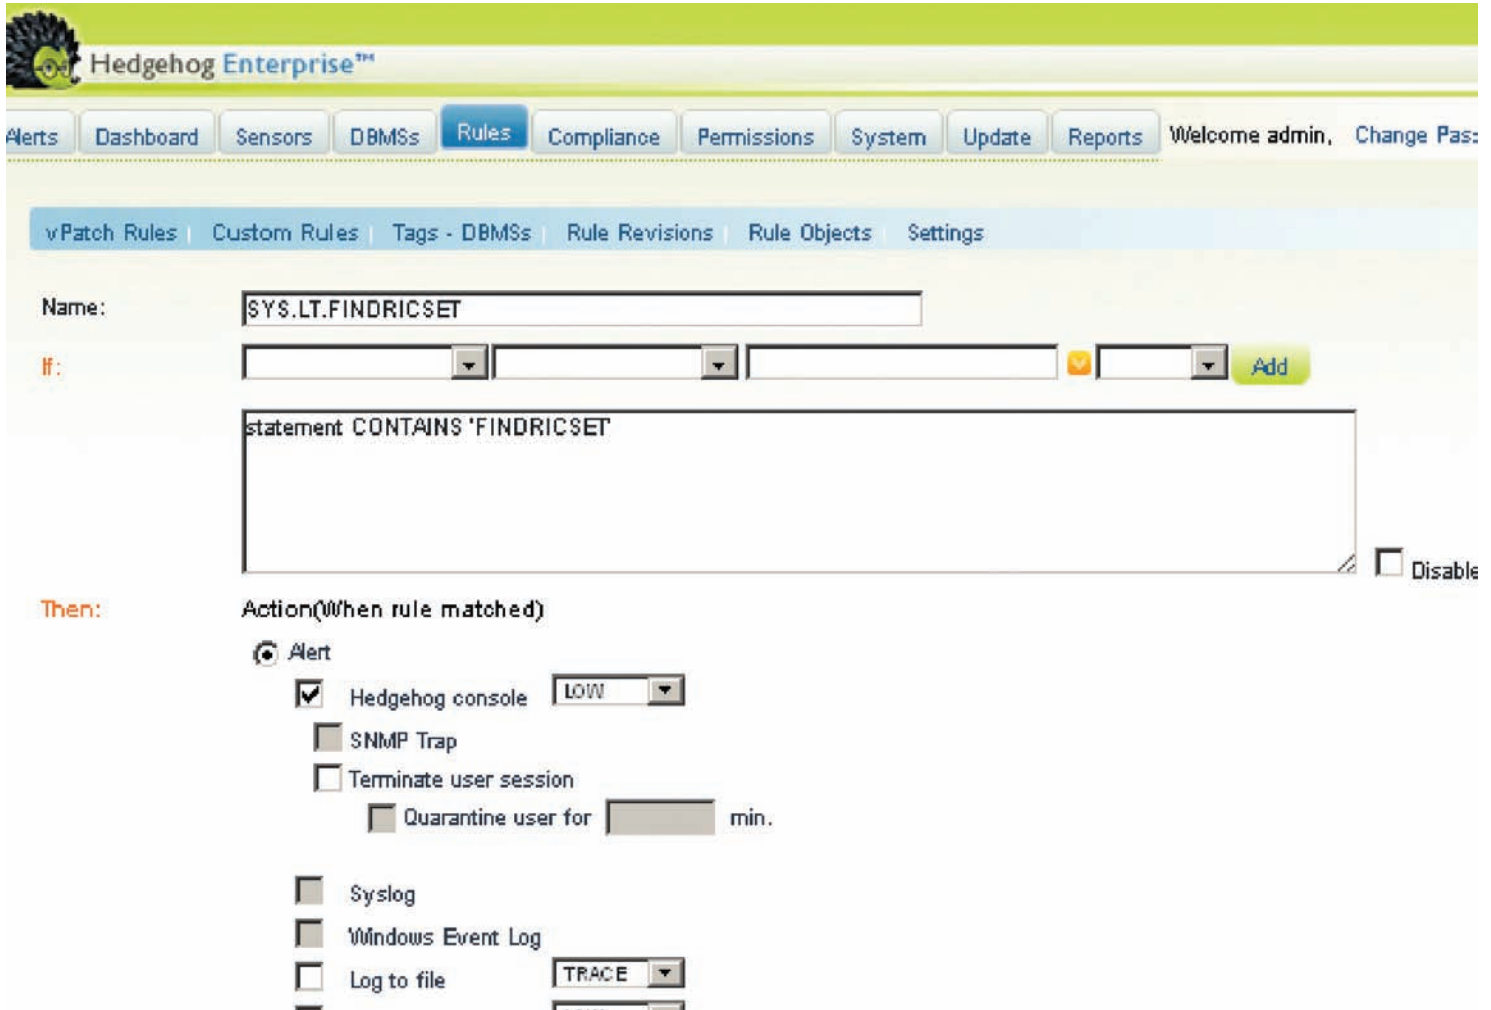 Hedgehog Enterprise™
Alerts Dashboard Sensors DBMSs Rules Compliance Permissions System Update Reports Welcome admin, Change Pass
vPatch Rules Custom Rules Tags - DBMSs Rule Revisions Rule Objects Settings
Name: SYS.LT.FINDRICSET
If: Add
statement CONTAINS 'FINDRICSET'
Disable
Then: Action(When rule matched)
Alert
Hedgehog console LOW
SNMP Trap
Terminate user session
Quarantine user for min.
Syslog
Windows Event Log
Log to file TRACE